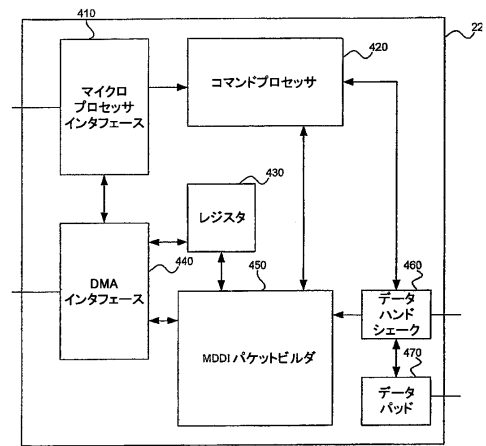 410
マイクロ
プロセッサ
インタフェース
コマンドプロセッサ
420
22
430
レジスタ
DMA
インタフェース
440
450
MDDI パケットビルダ
460
データ
ハンド
シェーク
470
データ
パッド